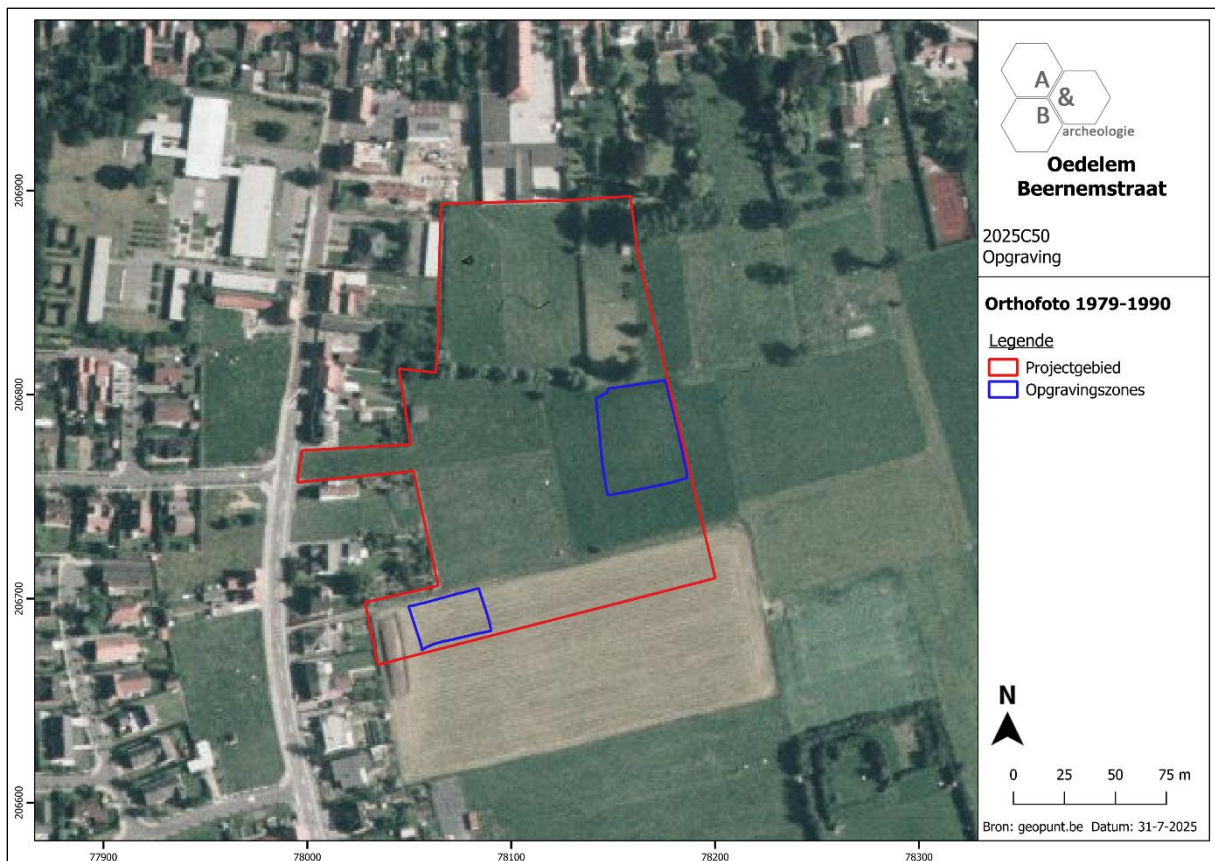 A
&
B
archeologie
Oedelem
Beernemstraat
2025C50
Opgraving
Orthofoto 1979-1990
Legende
Projectgebied
Opgravingszones
N
0 25 50 75 m
Bron: geopunt.be Datum: 31-7-2025
206900
206800
206700
206600
77900 78000 78100 78200 78300